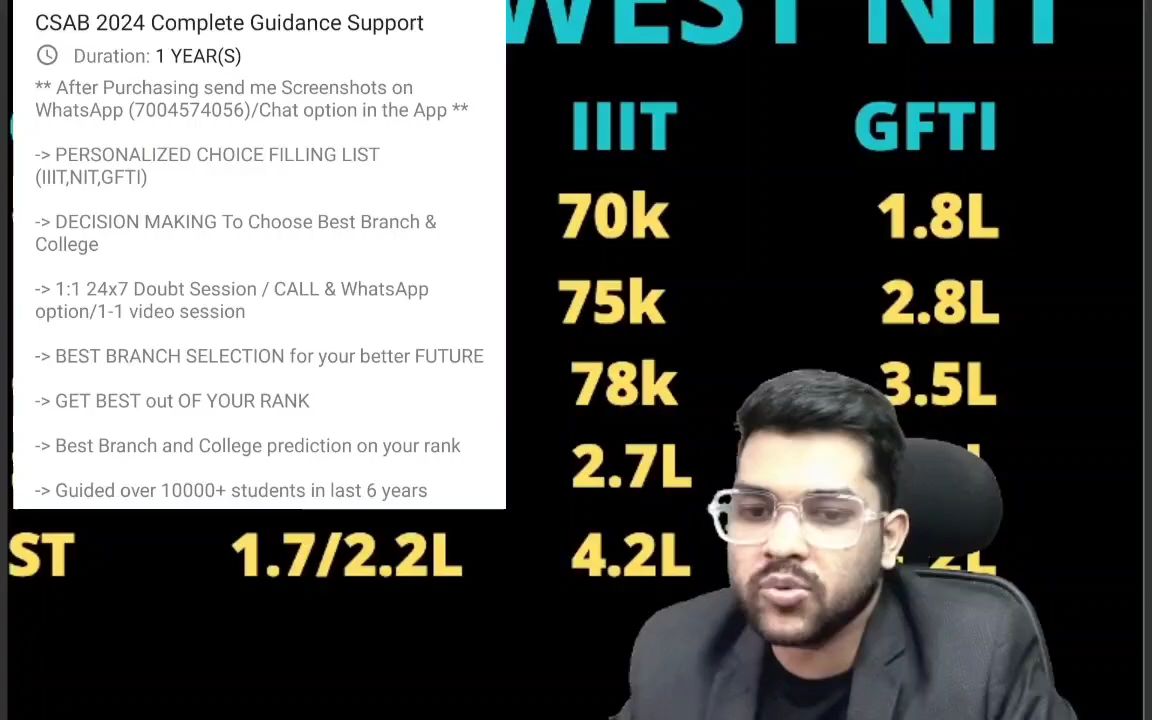 CSAB 2024 Complete Guidance Support
Duration: 1 YEAR(S)
** After Purchasing send me Screenshots on
WhatsApp (7004574056)/Chat option in the App **
-> PERSONALIZED CHOICE FILLING LIST
(IIIT,NIT,GFTI)
-> DECISION MAKING To Choose Best Branch &
College
-> 1:1 24x7 Doubt Session / CALL & WhatsApp
option/1-1 video session
-> BEST BRANCH SELECTION for your better FUTURE
-> GET BEST out OF YOUR RANK
-> Best Branch and College prediction on your rank
-> Guided over 10000+ students in last 6 years
WEST NIT
IIIT GFTI
70k 1.8L
75k 2.8L
78k 3.5L
2.7L
ST 1.7/2.2L 4.2L